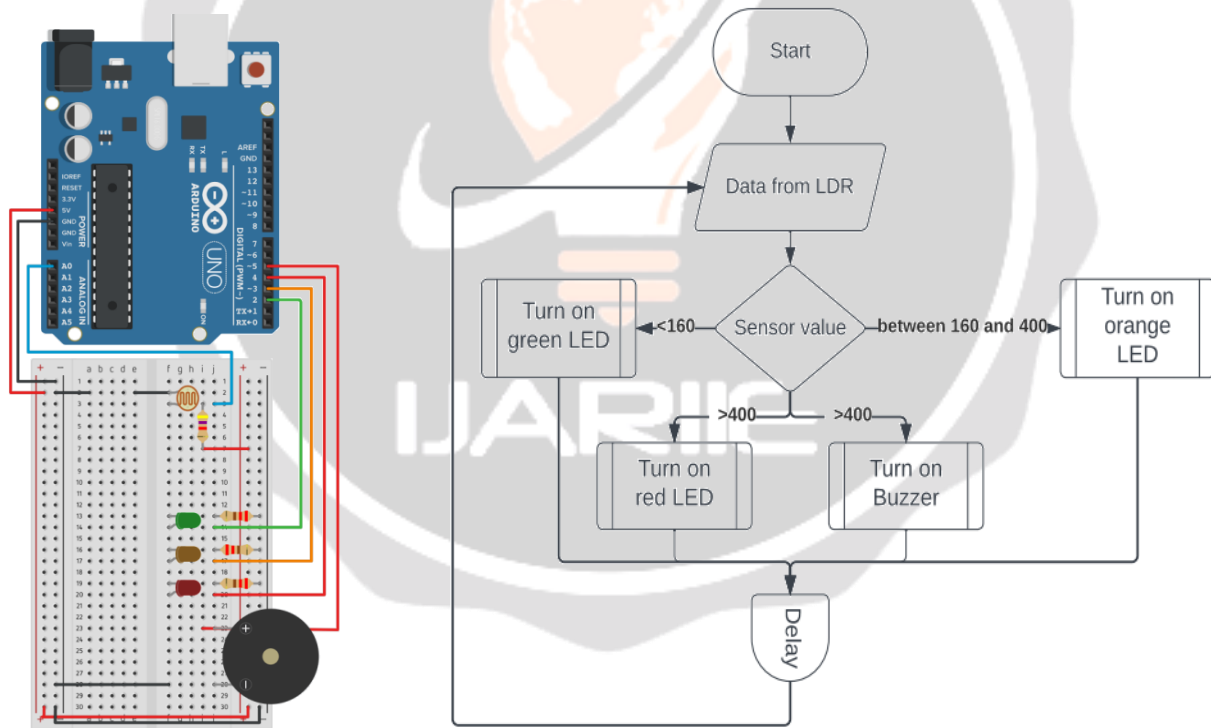 IOREF
RESET
3.3V
5V
GND
GND
Vin
POWER
A0
A1
A2
A3
A4
A5
ANALOG IN
RX
TX
L
ARDUINO
UNO
ON
AREF
GND
13
12
~11
~10
~9
8
7
~6
~5
4
~3
2
TX→1
RX←0
DIGITAL (PWM~)
+ −
a b c d e
f g h i j
+ −
+
−
Start
Data from LDR
Sensor value
<160
between 160 and 400
Turn on
green LED
Turn on
orange
LED
>400
>400
Turn on
red LED
Turn on
Buzzer
Delay
IJARIIE